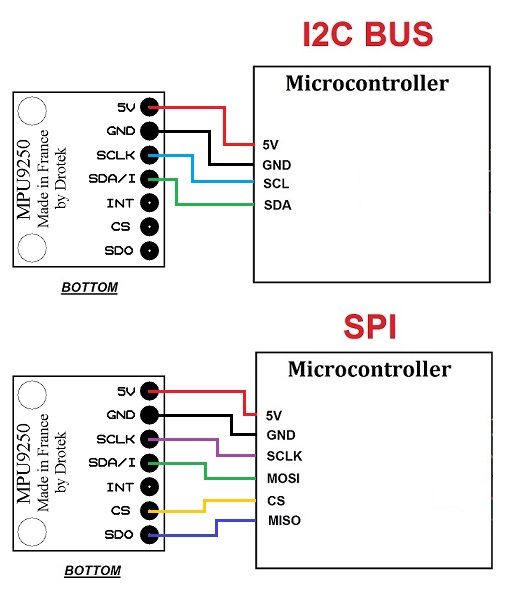 I2C BUS
Microcontroller
MPU9250
Made in France
by Drotek
5V
GND
SCLK
SDA/I
INT
CS
SDO
5V
GND
SCL
SDA
BOTTOM
SPI
Microcontroller
MPU9250
Made in France
by Drotek
5V
GND
SCLK
SDA/I
INT
CS
SDO
5V
GND
SCLK
MOSI
CS
MISO
BOTTOM